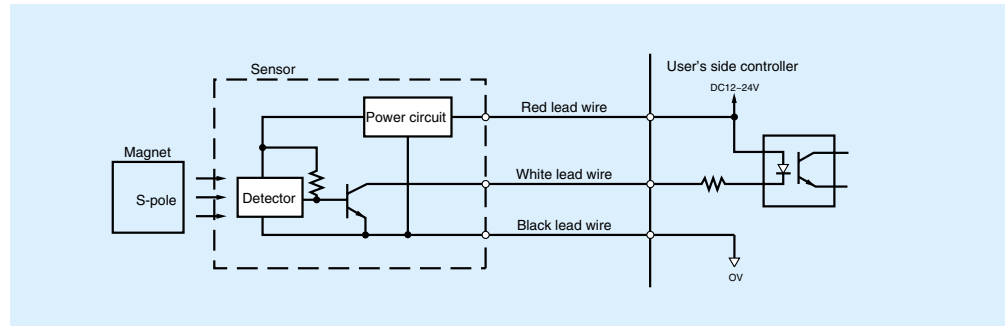 Sensor
User's side controller
DC12~24V
Power circuit
Red lead wire
Magnet
S-pole
Detector
White lead wire
Black lead wire
OV